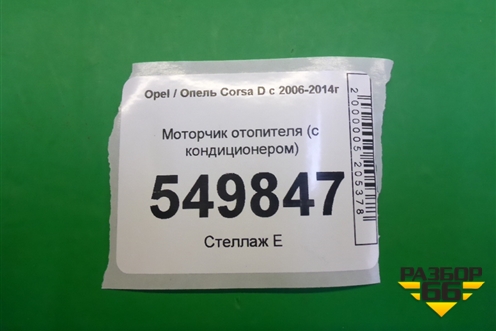 Opel / Опель Corsa D с 2006-2014г
Моторчик отопителя (с
кондиционером)
549847
Стеллаж Е
2000005205378
РАЗБОР
66